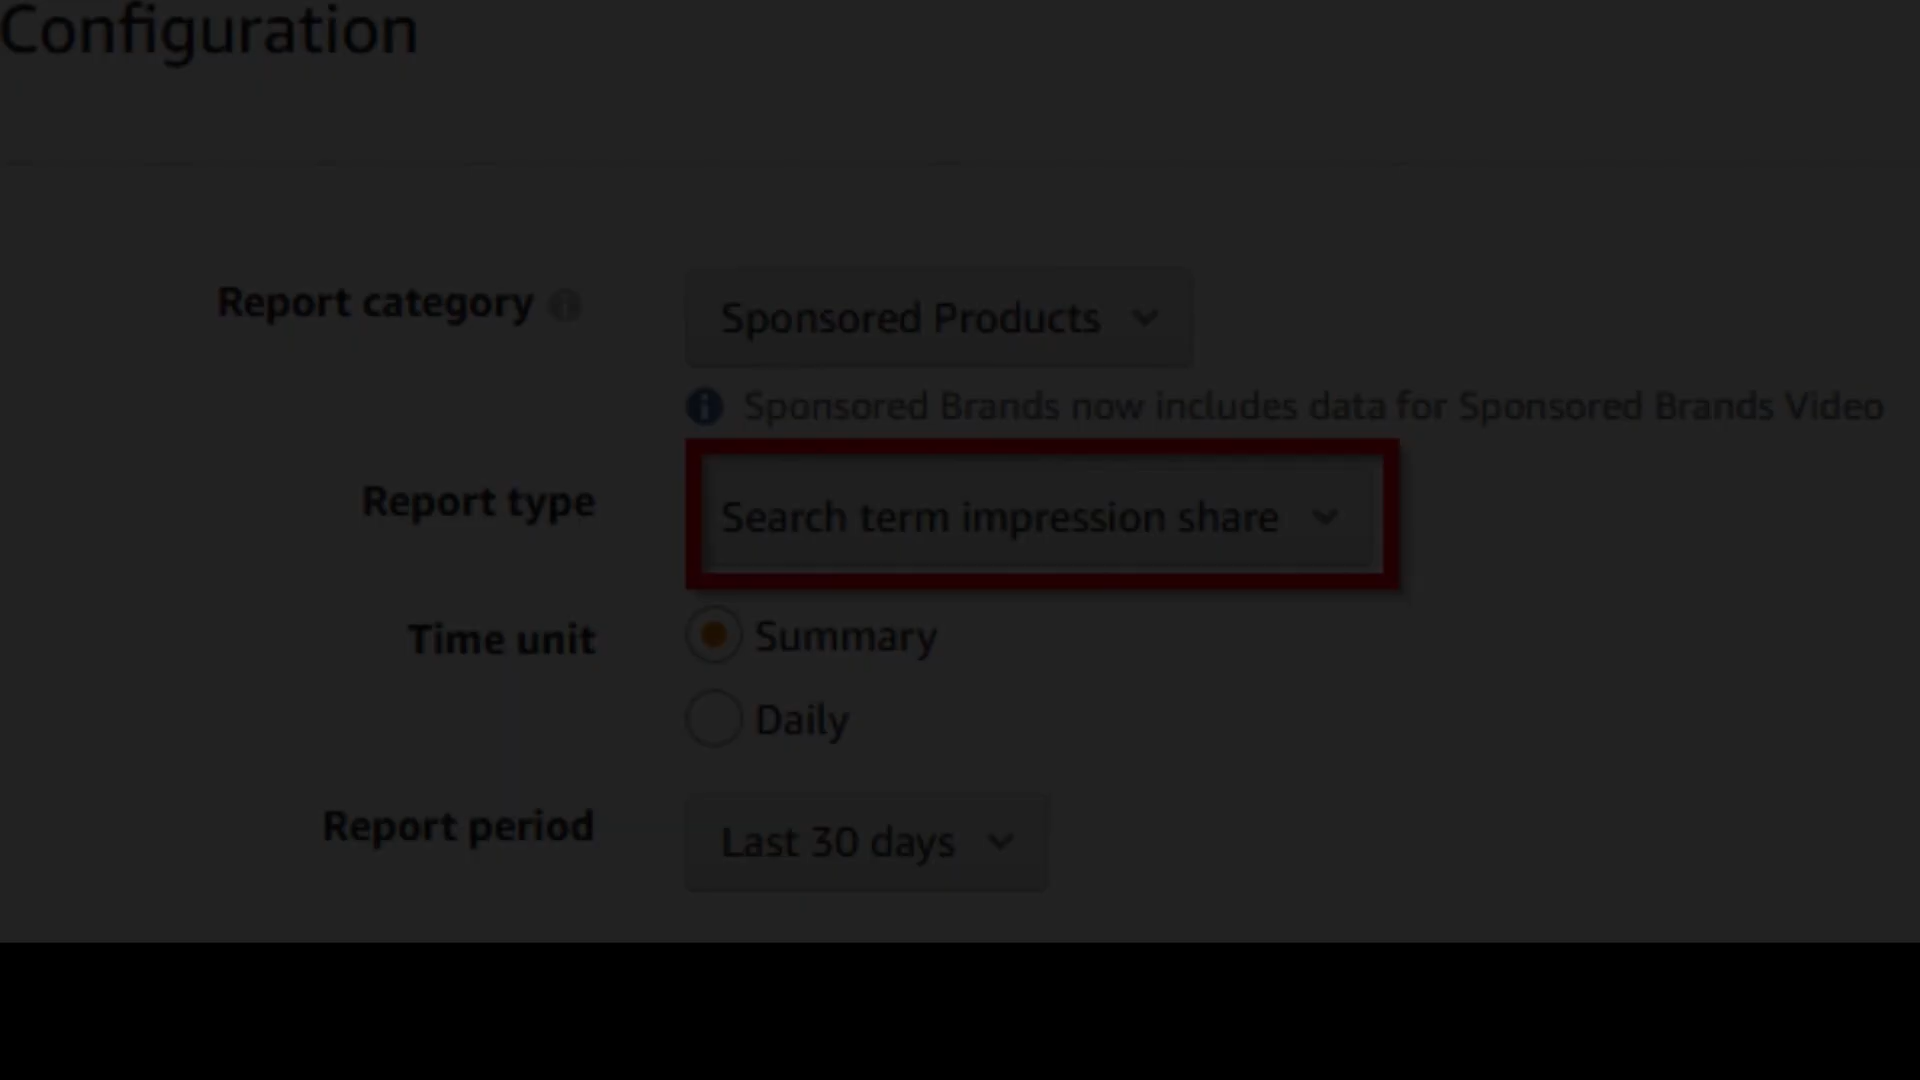 Configuration
Report category
Sponsored Products
Sponsored Brands now includes data for Sponsored Brands Video
Report type
Search term impression share
Time unit
Summary
Daily
Report period
Last 30 days